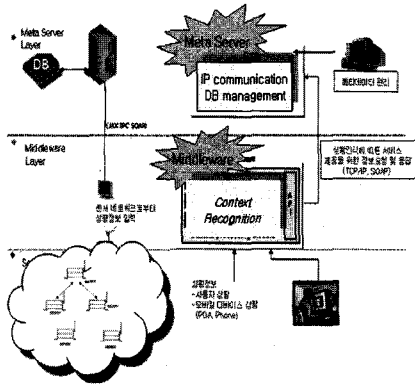 * Meta Server
Layer
DB
Meta Server
IP communication
DB management
메타데이터 관리
* Middleware
Layer
Middleware
Context
Recognition
API
상황인식에 따른 서비스
제공을 위한 정보요청 및 응답
(TCP/IP, SOAP)
센서 네트워크로부터
상황정보 입력
상황정보
- 사용자 상황
- 모바일 디바이스 상황
(PDA, Phone)